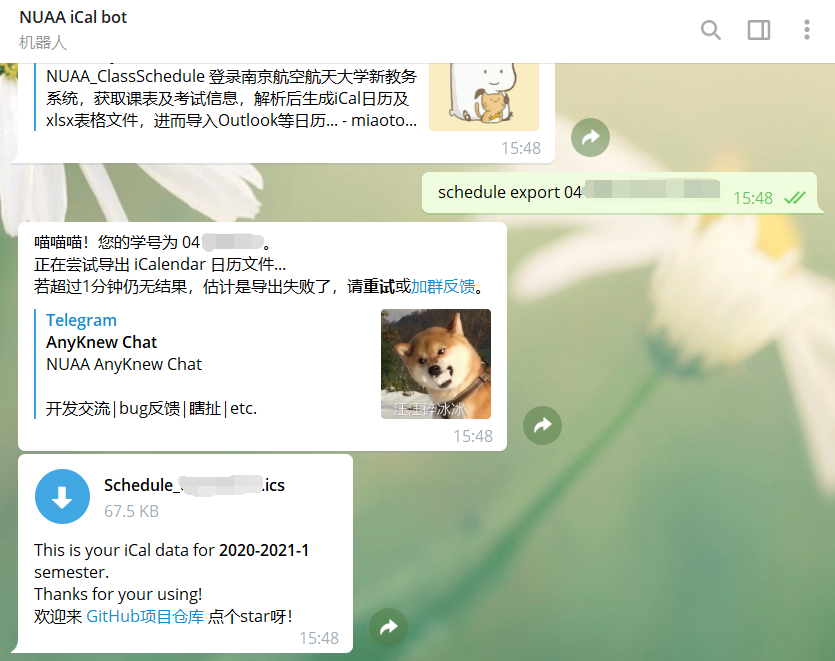 NUAA iCal bot
机器人
NUAA_ClassSchedule 登录南京航空航天大学新教务
系统，获取课表及考试信息，解析后生成iCal日历及
xlsx表格文件，进而导入Outlook等日历... - miaoto...
15:48
schedule export 04
15:48
喵喵喵！您的学号为 04 。
正在尝试导出 iCalendar 日历文件...
若超过1分钟仍无结果，估计是导出失败了，请重试或加群反馈。
Telegram
AnyKnew Chat
NUAA AnyKnew Chat
开发交流|bug反馈|瞎扯|etc.
汪汪碎冰冰
15:48
Schedule_ .ics
67.5 KB
This is your iCal data for 2020-2021-1
semester.
Thanks for your using!
欢迎来 GitHub项目仓库 点个star呀！
15:48